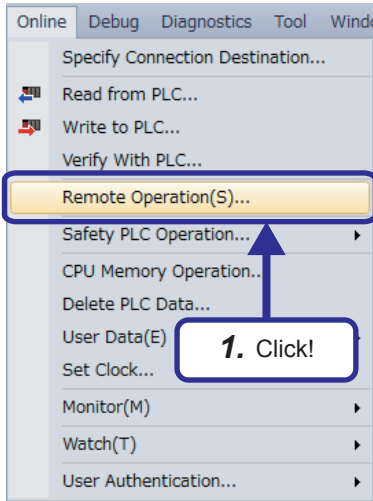 Online Debug Diagnostics Tool Windo
Specify Connection Destination...
Read from PLC...
Write to PLC...
Verify With PLC...
Remote Operation(S)...
Safety PLC Operation...
CPU Memory Operation...
Delete PLC Data...
User Data(E)
1. Click!
Set Clock...
Monitor(M)
Watch(T)
User Authentication...